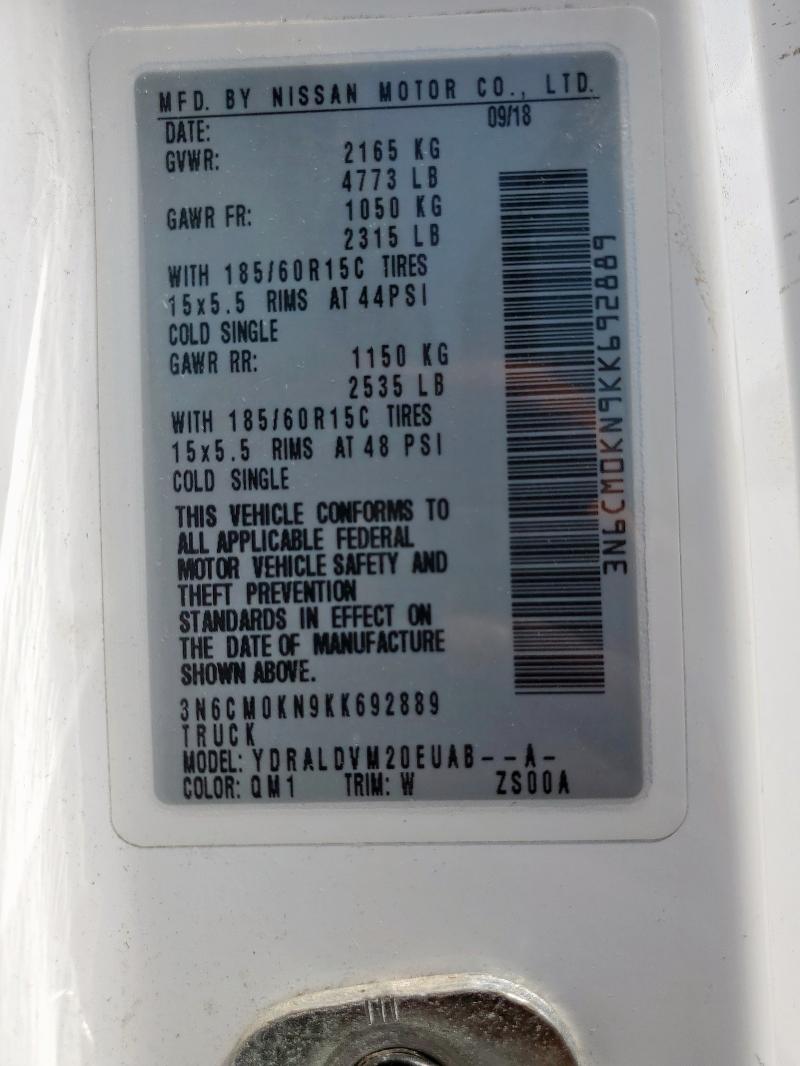 MFD. BY NISSAN MOTOR CO., LTD.
DATE: 09/18
GVWR: 2165 KG
4773 LB
GAWR FR: 1050 KG
2315 LB
WITH 185/60R15C TIRES
15x5.5 RIMS AT 44PSI
COLD SINGLE
GAWR RR: 1150 KG
2535 LB
WITH 185/60R15C TIRES
15x5.5 RIMS AT 48 PSI
COLD SINGLE
THIS VEHICLE CONFORMS TO
ALL APPLICABLE FEDERAL
MOTOR VEHICLE SAFETY AND
THEFT PREVENTION
STANDARDS IN EFFECT ON
THE DATE OF MANUFACTURE
SHOWN ABOVE.
3N6CM0KN9KK692889
TRUCK
MODEL: YDRALDVM20EUAB--A-
COLOR: QM1 TRIM: W ZS00A
3N6CM0KN9KK692889